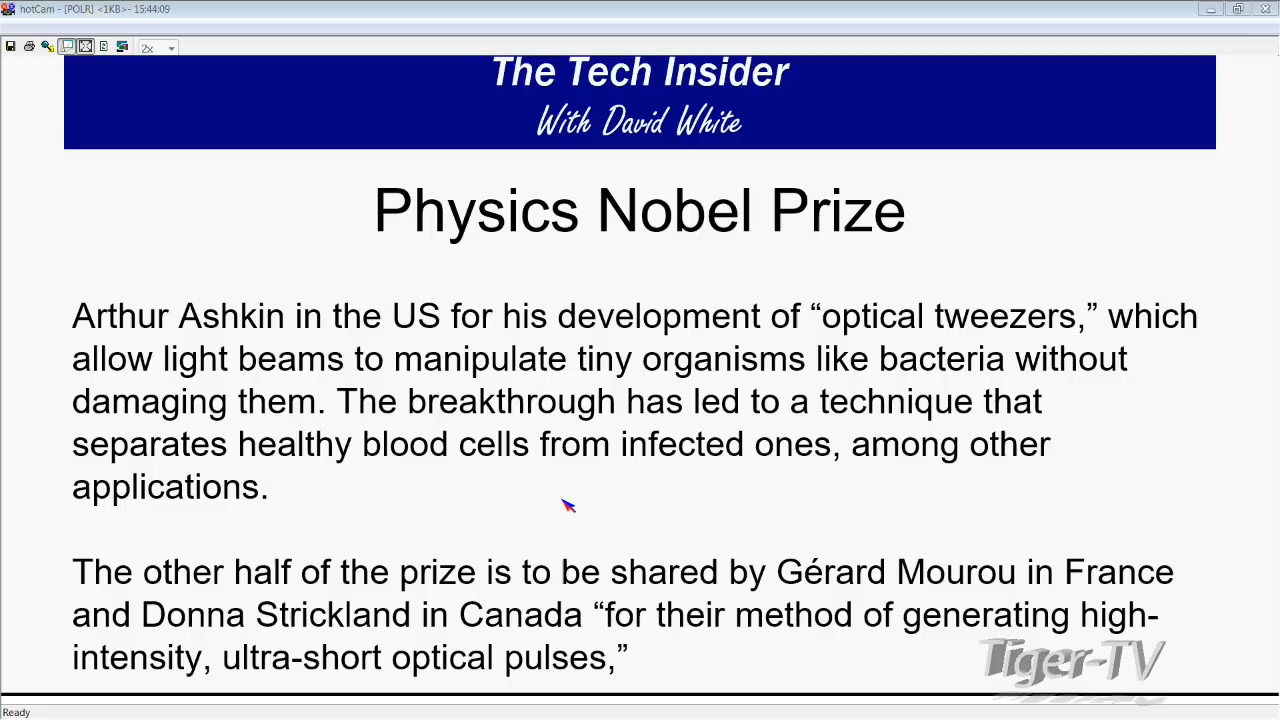 hotCam - [POLR] <1KB>- 15:44:09
2x
The Tech Insider
With David White
Physics Nobel Prize
Arthur Ashkin in the US for his development of “optical tweezers,” which
allow light beams to manipulate tiny organisms like bacteria without
damaging them. The breakthrough has led to a technique that
separates healthy blood cells from infected ones, among other
applications.
The other half of the prize is to be shared by Gérard Mourou in France
and Donna Strickland in Canada “for their method of generating high-
intensity, ultra-short optical pulses,”
Tiger-TV
Ready